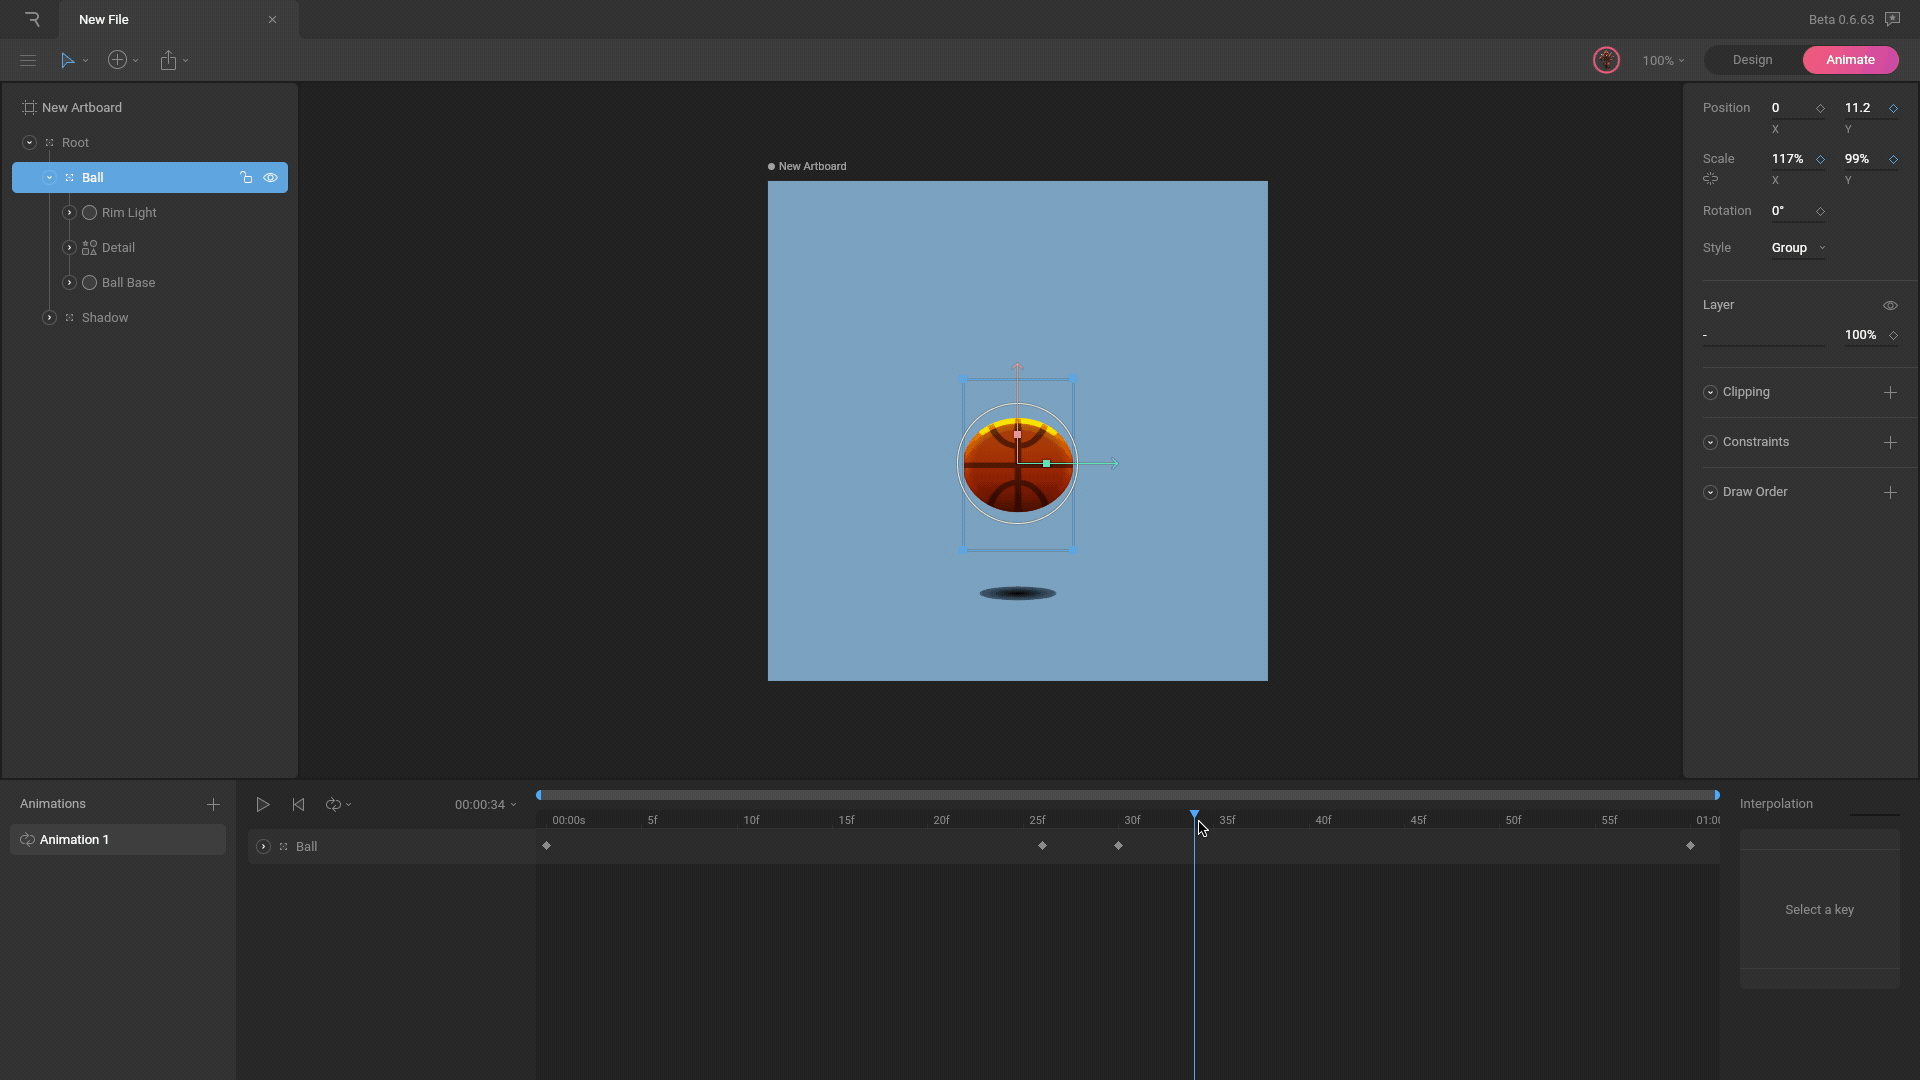 New File
Beta 0.6.63
100%
Design
Animate
New Artboard
Root
Ball
Rim Light
Detail
Ball Base
Shadow
New Artboard
Position 0 11.2
X Y
Scale 117% 99%
X Y
Rotation 0°
Style Group
Layer
- 100%
Clipping
Constraints
Draw Order
Animations
Animation 1
00:00:34
00:00s 5f 10f 15f 20f 25f 30f 35f 40f 45f 50f 55f 01:00
Ball
Interpolation
Select a key